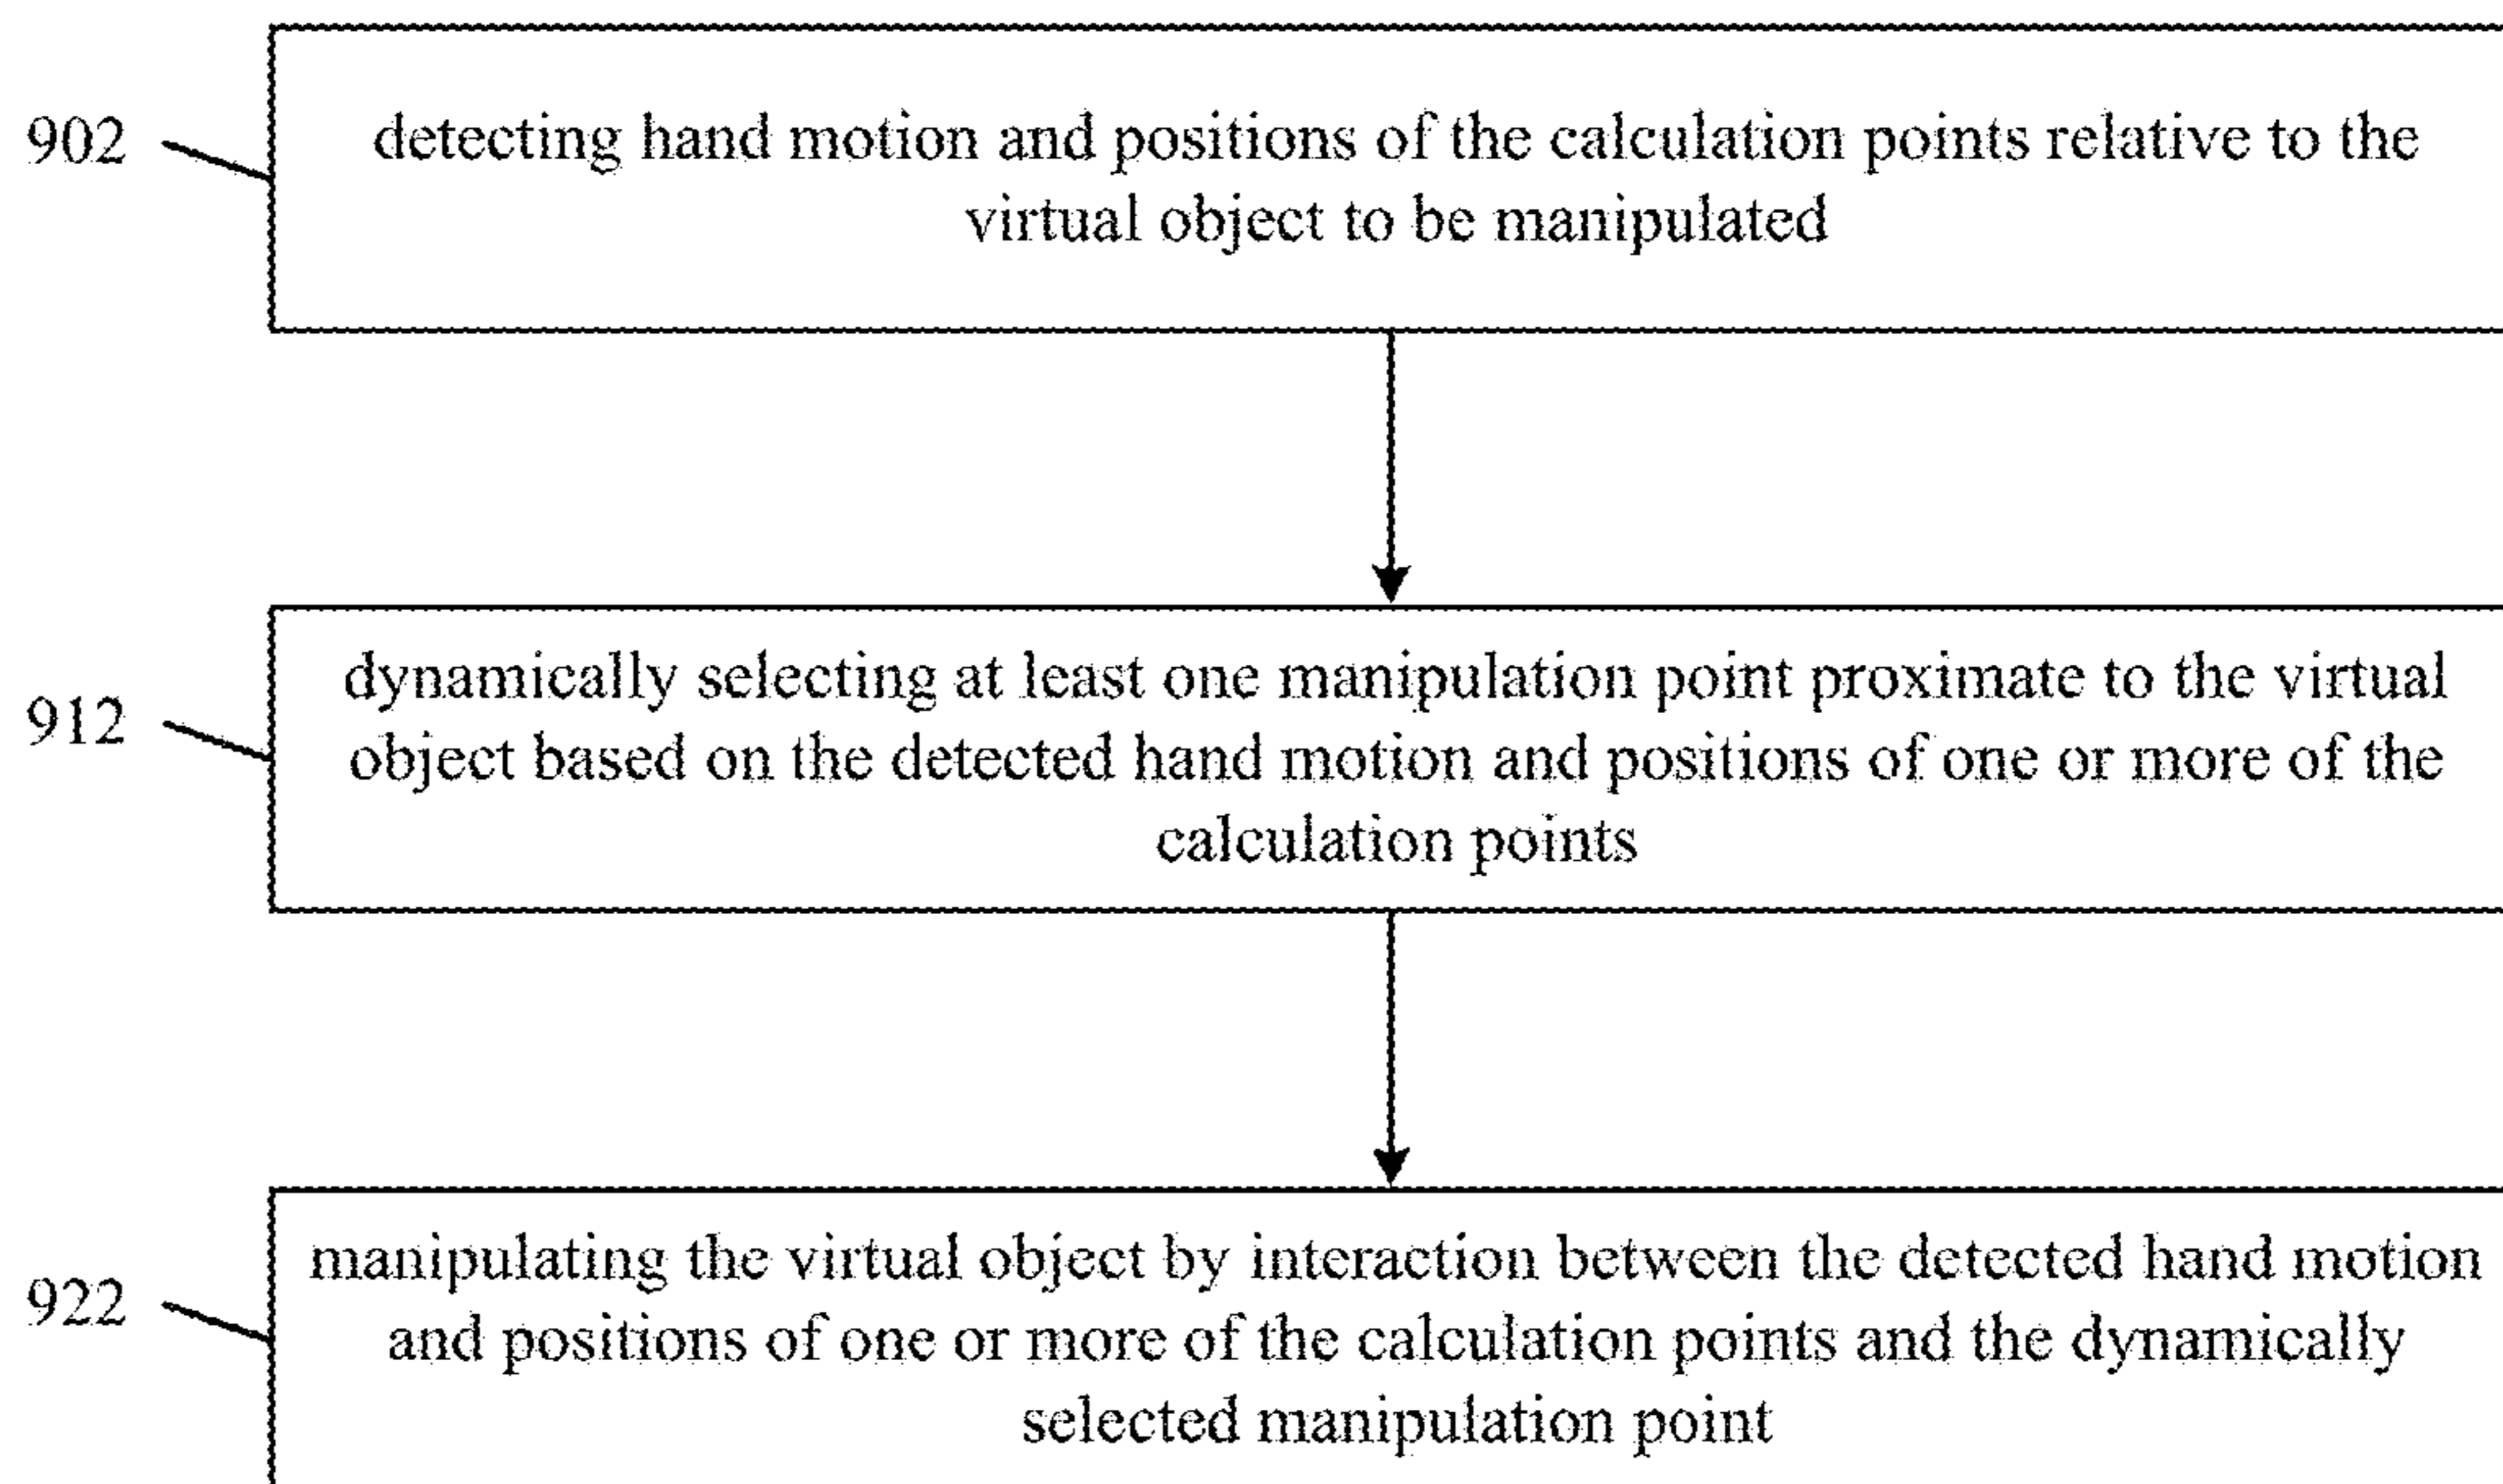 902
detecting hand motion and positions of the calculation points relative to the
virtual object to be manipulated
912
dynamically selecting at least one manipulation point proximate to the virtual
object based on the detected hand motion and positions of one or more of the
calculation points
922
manipulating the virtual object by interaction between the detected hand motion
and positions of one or more of the calculation points and the dynamically
selected manipulation point